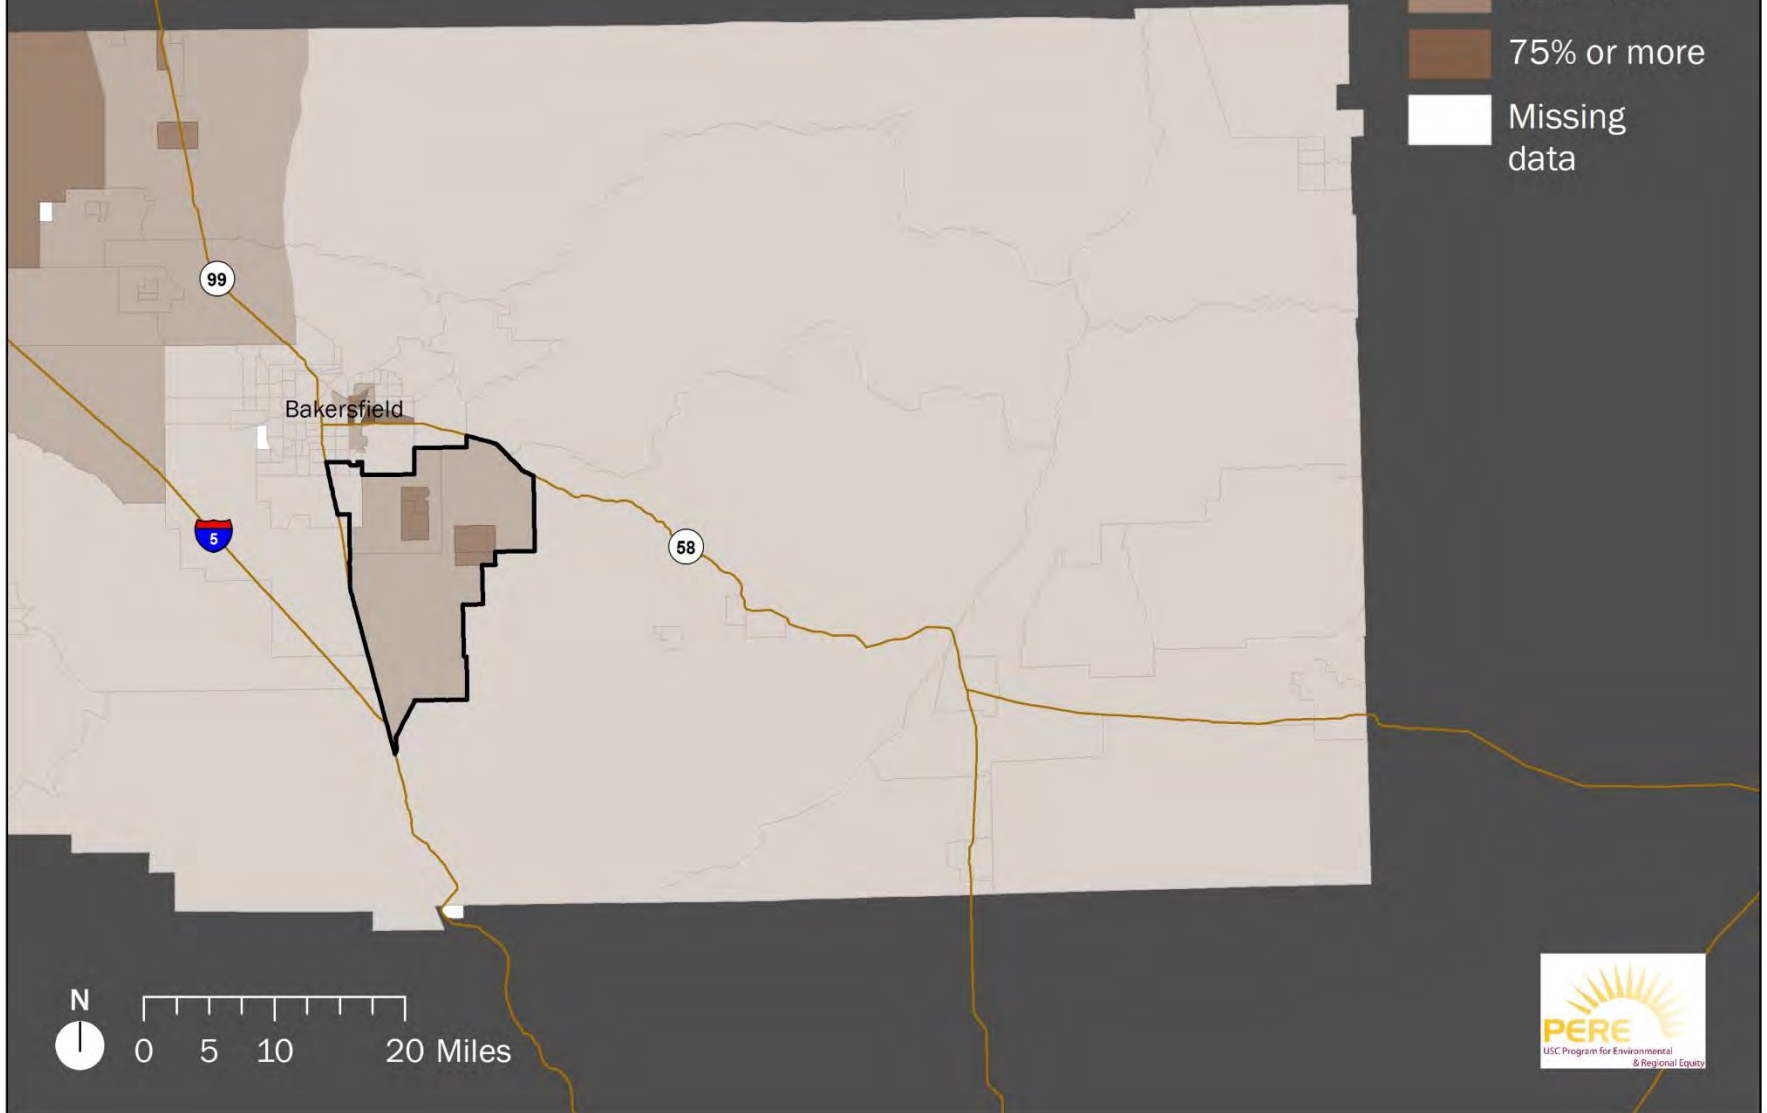 75% or more
Missing
data
99
Bakersfield
5
58
N
0 5 10 20 Miles
PERE
USC Program for Environmental
& Regional Equity